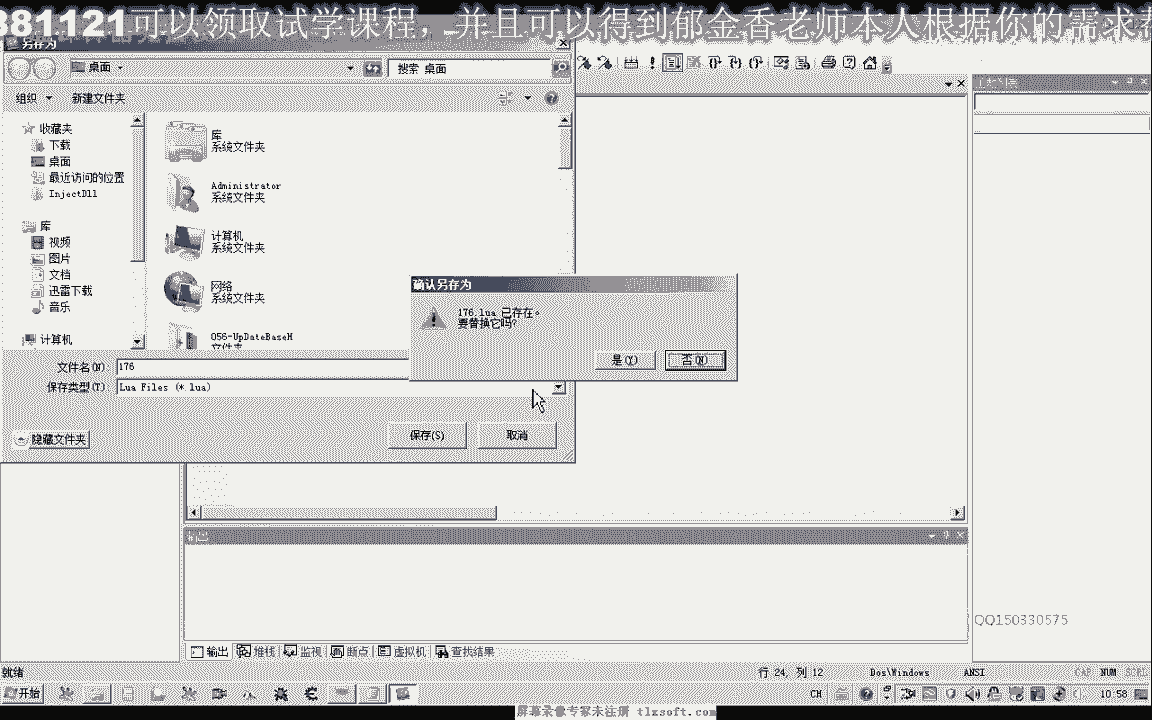 381121可以领取试学课程，并且可以得到郁金香老师本人根据你的需求
另存为
桌面
搜索 桌面
组织
新建文件夹
收藏夹
下载
桌面
最近访问的位置
InjectDll
库
视频
图片
文档
迅雷下载
音乐
计算机
库
系统文件夹
Administrator
系统文件夹
计算机
系统文件夹
网络
系统文件夹
056-UpDateBaseH
文件夹
文件名(N)：
176
保存类型(T)：
Lua Files (*.lua)
隐藏文件夹
保存(S)
取消
确认另存为
176.lua 已存在。
要替换它吗?
是(Y)
否(N)
输出
输出
堆栈
监视
断点
虚拟机
查找结果
QQ150330575
就绪
行 24, 列 12
Dos\Windows
ANSI
CAP
NUM
SCRL
开始
CH
10:58
屏幕录像专家未注册 tlxsoft.com